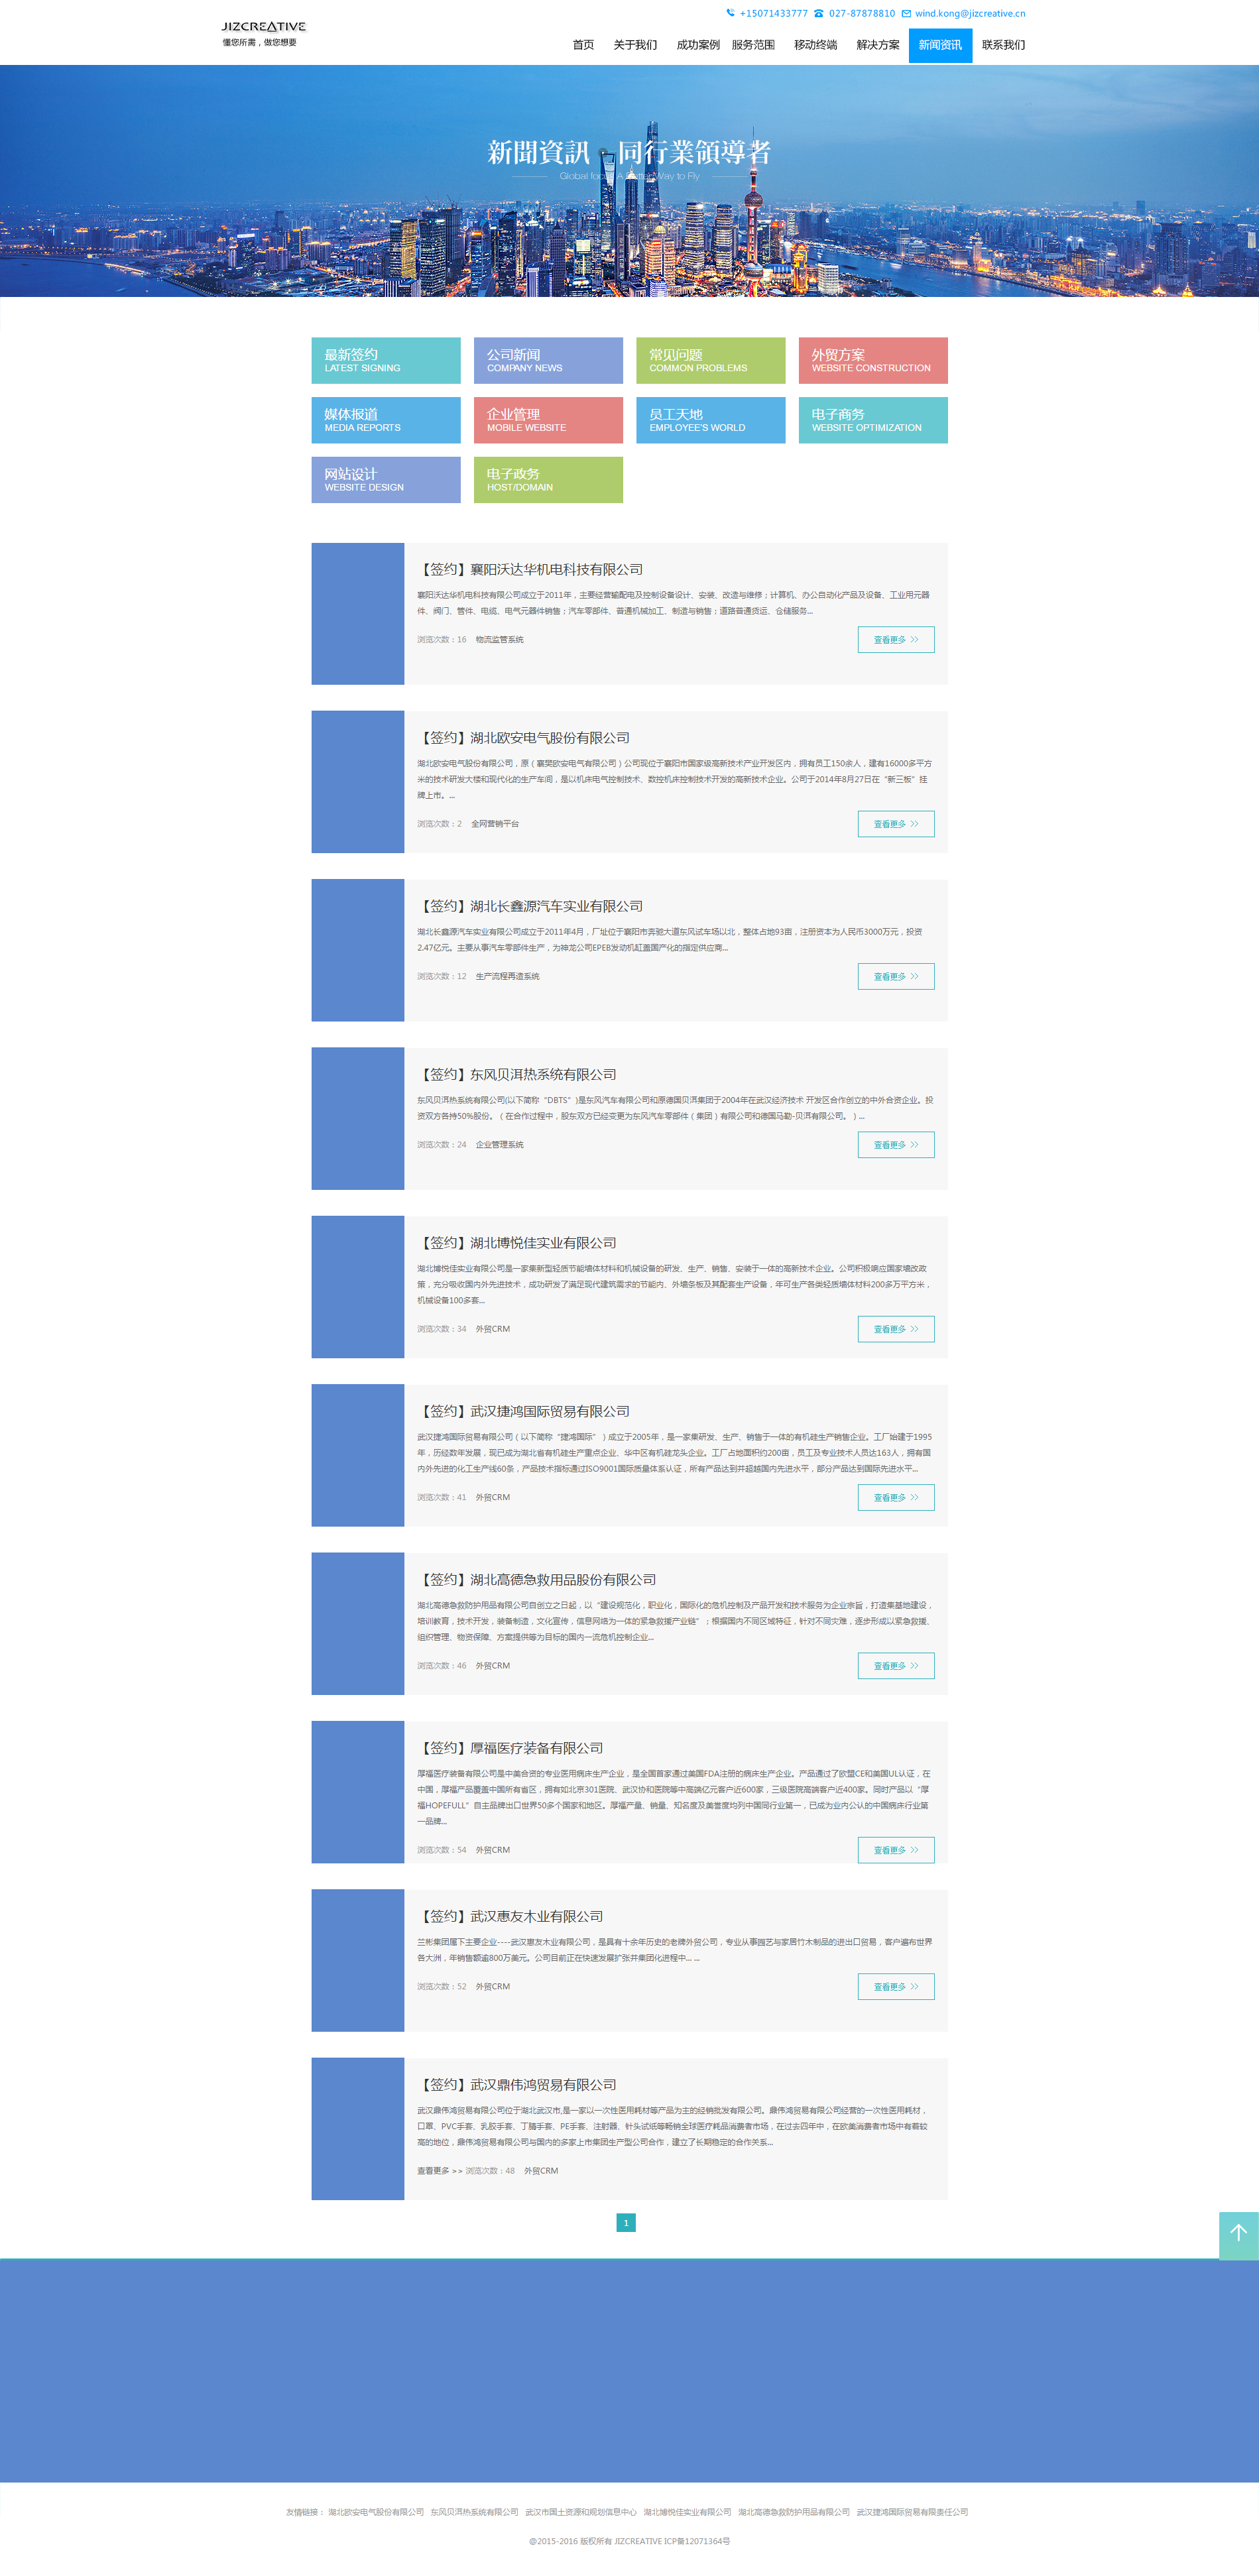 +15071433777 027-87878810 wind.kong@jizcreative.cn
JIZCREATIVE
懂您所需，做您想要
首页 关于我们 成功案例 服务范围 移动终端 解决方案 新闻资讯 联系我们
新聞資訊 · 同行業領導者
Global focus A Better Way to Fly
最新签约 公司新闻 常见问题 外贸方案
LATEST SIGNING COMPANY NEWS COMMON PROBLEMS WEBSITE CONSTRUCTION
媒体报道 企业管理 员工天地 电子商务
MEDIA REPORTS MOBILE WEBSITE EMPLOYEE'S WORLD WEBSITE OPTIMIZATION
网站设计 电子政务
WEBSITE DESIGN HOST/DOMAIN
【签约】襄阳沃达华机电科技有限公司
襄阳沃达华机电科技有限公司成立于2011年，主要经营输配电及控制设备设计、安装、改造与维修；计算机、办公自动化产品及设备、工业用元器
件、阀门、管件、电缆、电气元器件销售；汽车零部件、普通机械加工、制造与销售；道路普通货运、仓储服务...
浏览次数：16 物流监管系统 查看更多 >>
【签约】湖北欧安电气股份有限公司
湖北欧安电气股份有限公司，原（襄樊欧安电气有限公司）公司现位于襄阳市国家级高新技术产业开发区内，拥有员工150余人，建有16000多平方
米的技术研发大楼和现代化的生产车间，是以机床电气控制技术、数控机床控制技术开发的高新技术企业。公司于2014年8月27日在“新三板”挂
牌上市。...
浏览次数：2 全网营销平台 查看更多 >>
【签约】湖北长鑫源汽车实业有限公司
湖北长鑫源汽车实业有限公司成立于2011年4月，厂址位于襄阳市奔驰大道东风试车场以北，整体占地93亩，注册资本为人民币3000万元，投资
2.47亿元。主要从事汽车零部件生产，为神龙公司EPEB发动机缸盖国产化的指定供应商...
浏览次数：12 生产流程再造系统 查看更多 >>
【签约】东风贝洱热系统有限公司
东风贝洱热系统有限公司(以下简称“DBTS”)是东风汽车有限公司和原德国贝洱集团于2004年在武汉经济技术 开发区合作创立的中外合资企业。投
资双方各持50%股份。（在合作过程中，股东双方已经变更为东风汽车零部件（集团）有限公司和德国马勒-贝洱有限公司。）...
浏览次数：24 企业管理系统 查看更多 >>
【签约】湖北博悦佳实业有限公司
湖北博悦佳实业有限公司是一家集新型轻质节能墙体材料和机械设备的研发、生产、销售、安装于一体的高新技术企业。公司积极响应国家墙改政
策，充分吸收国内外先进技术，成功研发了满足现代建筑需求的节能内、外墙条板及其配套生产设备，年可生产各类轻质墙体材料200多万平方米，
机械设备100多套...
浏览次数：34 外贸CRM 查看更多 >>
【签约】武汉捷鸿国际贸易有限公司
武汉捷鸿国际贸易有限公司（以下简称“捷鸿国际”）成立于2005年，是一家集研发、生产、销售于一体的有机硅生产销售企业。工厂始建于1995
年，历经数年发展，现已成为湖北省有机硅生产重点企业、华中区有机硅龙头企业。工厂占地面积约200亩，员工及专业技术人员达163人，拥有国
内外先进的化工生产线60条，产品技术指标通过ISO9001国际质量体系认证，所有产品达到并超越国内先进水平，部分产品达到国际先进水平...
浏览次数：41 外贸CRM 查看更多 >>
【签约】湖北高德急救用品股份有限公司
湖北高德急救防护用品有限公司自创立之日起，以“建设规范化，职业化，国际化的危机控制及产品开发和技术服务为企业宗旨，打造集基地建设，
培训教育，技术开发，装备制造，文化宣传，信息网络为一体的紧急救援产业链”；根据国内不同区域特征，针对不同灾难，逐步形成以紧急救援、
组织管理、物资保障、方案提供等为目标的国内一流危机控制企业...
浏览次数：46 外贸CRM 查看更多 >>
【签约】厚福医疗装备有限公司
厚福医疗装备有限公司是中美合资的专业医用病床生产企业，是全国首家通过美国FDA注册的病床生产企业。产品通过了欧盟CE和美国UL认证，在
中国，厚福产品覆盖中国所有省区，拥有如北京301医院、武汉协和医院等中高端亿元客户近600家，三级医院高端客户近400家。同时产品以“厚
福HOPEFULL”自主品牌出口世界50多个国家和地区。厚福产量、销量、知名度及美誉度均列中国同行业第一，已成为业内公认的中国病床行业第
一品牌...
浏览次数：54 外贸CRM 查看更多 >>
【签约】武汉惠友木业有限公司
兰彬集团属下主要企业----武汉惠友木业有限公司，是具有十余年历史的老牌外贸公司，专业从事园艺与家居竹木制品的进出口贸易，客户遍布世界
各大洲，年销售额逾800万美元。公司目前正在快速发展扩张并集团化进程中... ...
浏览次数：52 外贸CRM 查看更多 >>
【签约】武汉鼎伟鸿贸易有限公司
武汉鼎伟鸿贸易有限公司位于湖北武汉市,是一家以一次性医用耗材等产品为主的经销批发有限公司。鼎伟鸿贸易有限公司经营的一次性医用耗材，
口罩、PVC手套、乳胶手套、丁腈手套、PE手套、注射器、针头试纸等畅销全球医疗耗品消费者市场，在过去四年中，在欧美消费者市场中有着较
高的地位，鼎伟鸿贸易有限公司与国内的多家上市集团生产型公司合作，建立了长期稳定的合作关系...
查看更多 >> 浏览次数：48 外贸CRM
1
友情链接： 湖北欧安电气股份有限公司 东风贝洱热系统有限公司 武汉市国土资源和规划信息中心 湖北博悦佳实业有限公司 湖北高德急救防护用品有限公司 武汉捷鸿国际贸易有限责任公司
@2015-2016 版权所有 JIZCREATIVE ICP备12071364号